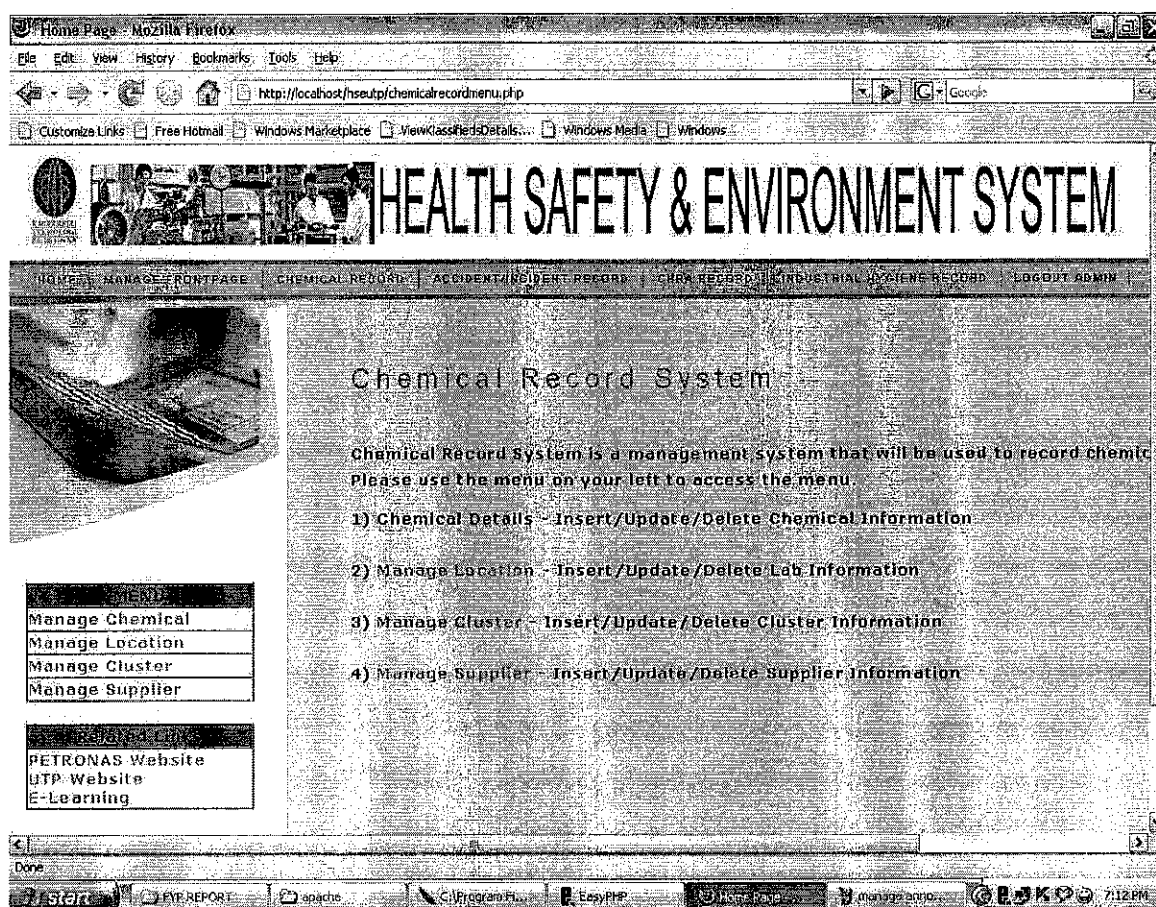 Home Page - Mozilla Firefox
File Edit View History Bookmarks Tools Help
http://localhost/hseutp/chemicalrecordmenu.php
Google
Customize Links Free Hotmail Windows Marketplace ViewKlassifiedsDetails.... Windows Media Windows
HEALTH SAFETY & ENVIRONMENT SYSTEM
HOME | MANAGE FRONTPAGE | CHEMICAL RECORD | ACCIDENT/INCIDENT RECORD | CHRA RECORD | INDUSTRIAL HYGIENE RECORD | LOGOUT ADMIN |
Chemical Record System
Chemical Record System is a management system that will be used to record chemic
Please use the menu on your left to access the menu.
1) Chemical Details - Insert/Update/Delete Chemical Information
2) Manage Location - Insert/Update/Delete Lab Information
3) Manage Cluster - Insert/Update/Delete Cluster Information
4) Manage Supplier - Insert/Update/Delete Supplier Information
MENU
Manage Chemical
Manage Location
Manage Cluster
Manage Supplier
PETRONAS Website
UTP Website
E-Learning
Done
start FYP REPORT apache C:\Program Fi... EasyPHP Home Page 7:12 PM